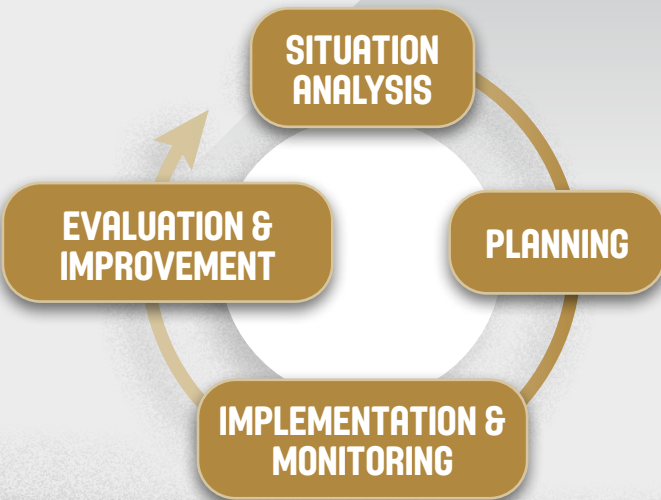 SITUATION
ANALYSIS
PLANNING
IMPLEMENTATION &
MONITORING
EVALUATION &
IMPROVEMENT